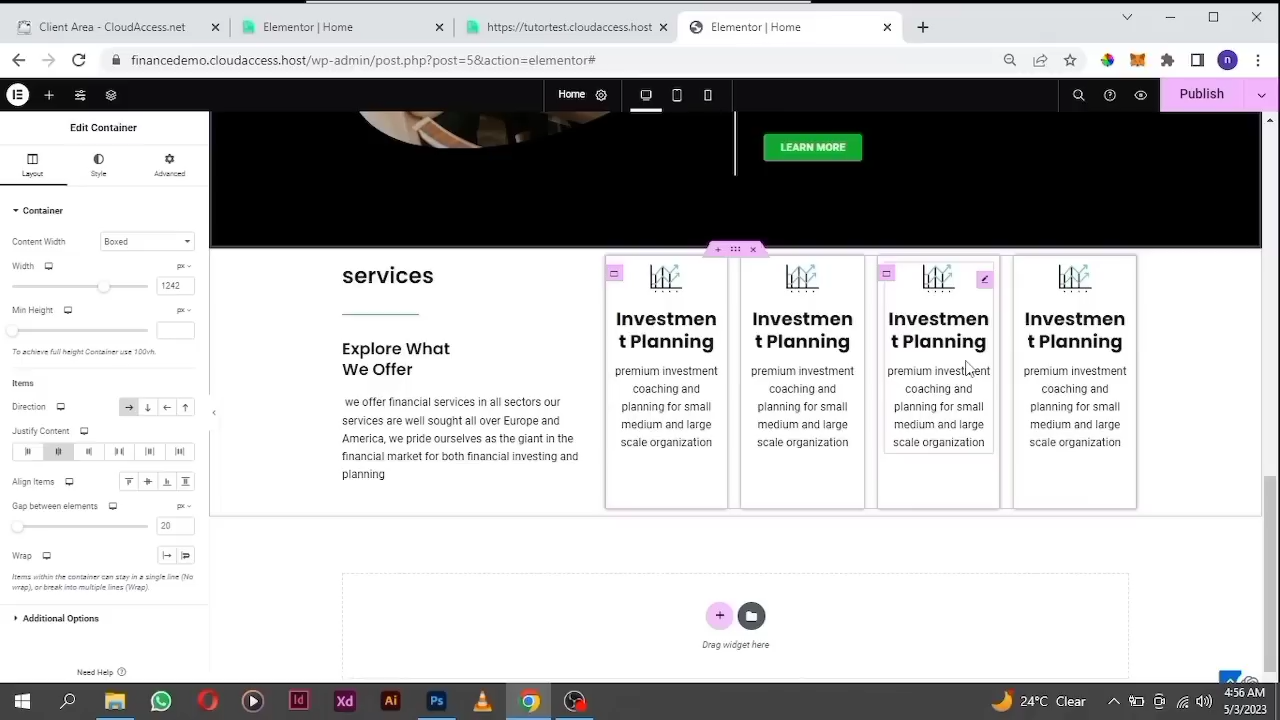 Client Area - CloudAccess.net
Elementor | Home
https://tutortest.cloudaccess.host
Elementor | Home
financedemo.cloudaccess.host/wp-admin/post.php?post=5&action=elementor#
n
Home
Publish
Edit Container
Layout
Style
Advanced
Container
Content Width
Boxed
Width
px
1242
Min Height
px
To achieve full height Container use 100vh.
Items
Direction
Justify Content
Align Items
Gap between elements
px
20
Wrap
Items within the container can stay in a single line (No
wrap), or break into multiple lines (Wrap).
Additional Options
Need Help
LEARN MORE
services
Explore What
We Offer
we offer financial services in all sectors our
services are well sought all over Europe and
America, we pride ourselves as the giant in the
financial market for both financial investing and
planning
Investmen
t Planning
premium investment
coaching and
planning for small
medium and large
scale organization
Investmen
t Planning
premium investment
coaching and
planning for small
medium and large
scale organization
Investmen
t Planning
premium investment
coaching and
planning for small
medium and large
scale organization
Investmen
t Planning
premium investment
coaching and
planning for small
medium and large
scale organization
Drag widget here
Id
Xd
Ai
Ps
24°C Clear
4:56 AM
5/3/2023